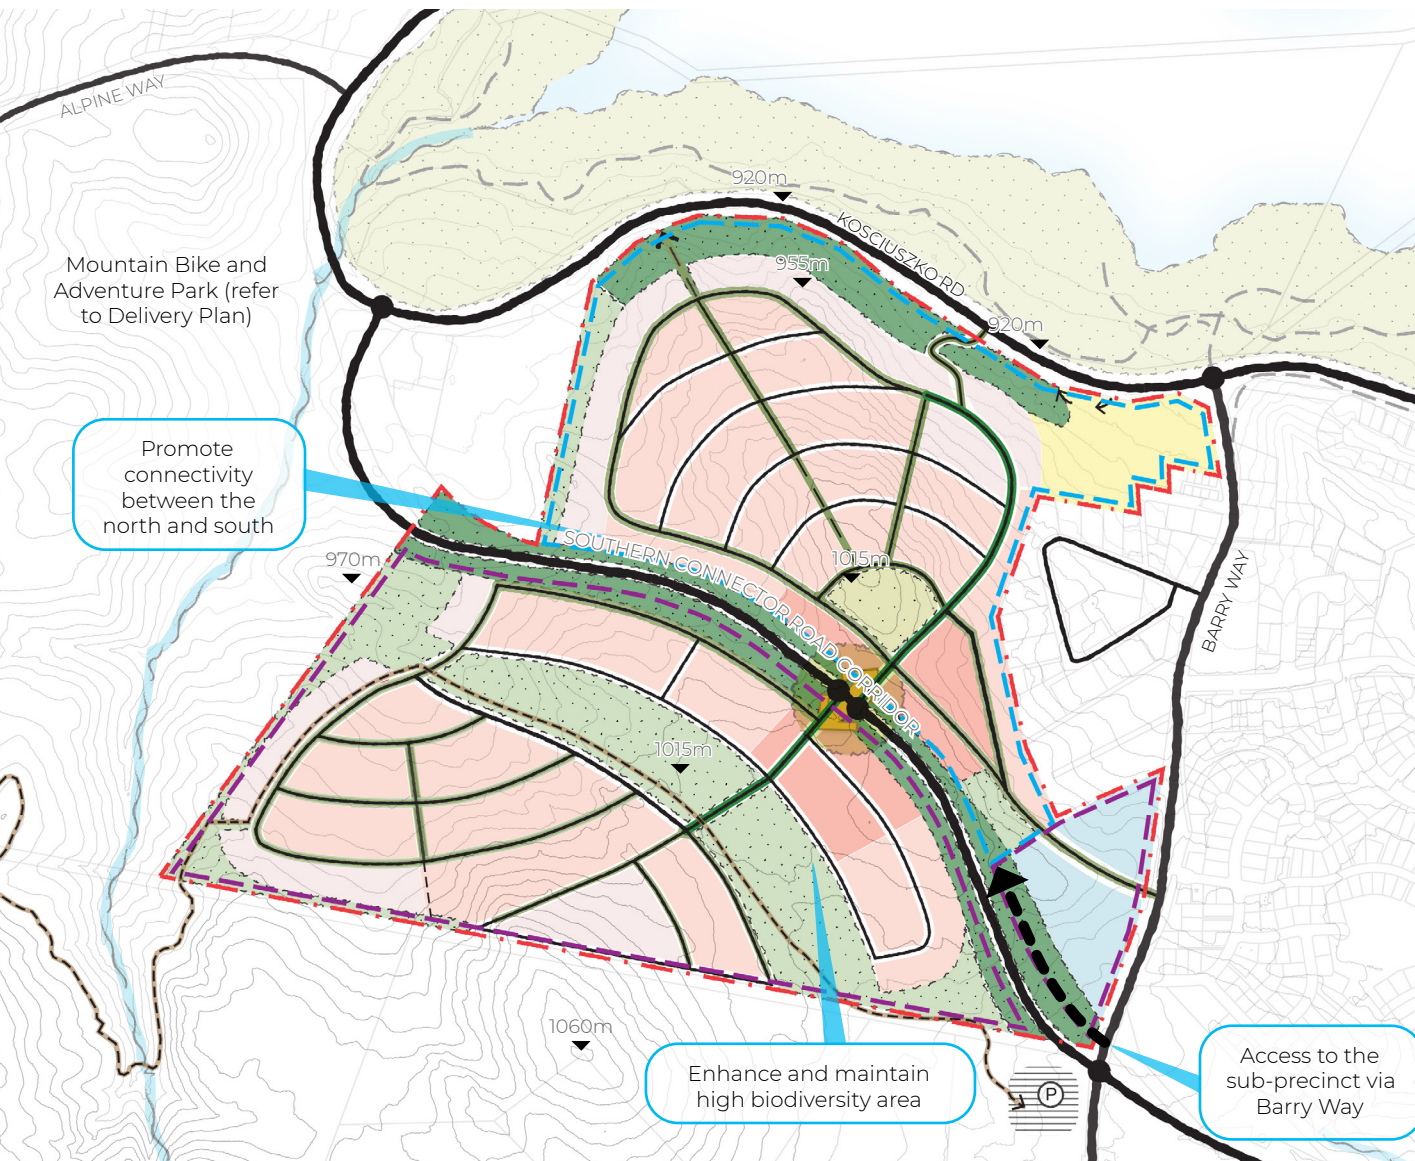 ALPINE WAY
920m
KOSCIUSZKO RD
Mountain Bike and
Adventure Park (refer
to Delivery Plan)
955m
920m
Promote
connectivity
between the
north and south
SOUTHERN CONNECTOR ROAD CORRIDOR
970m
1015m
BARRY WAY
1015m
1060m
Enhance and maintain
high biodiversity area
Access to the
sub-precinct via
Barry Way
P